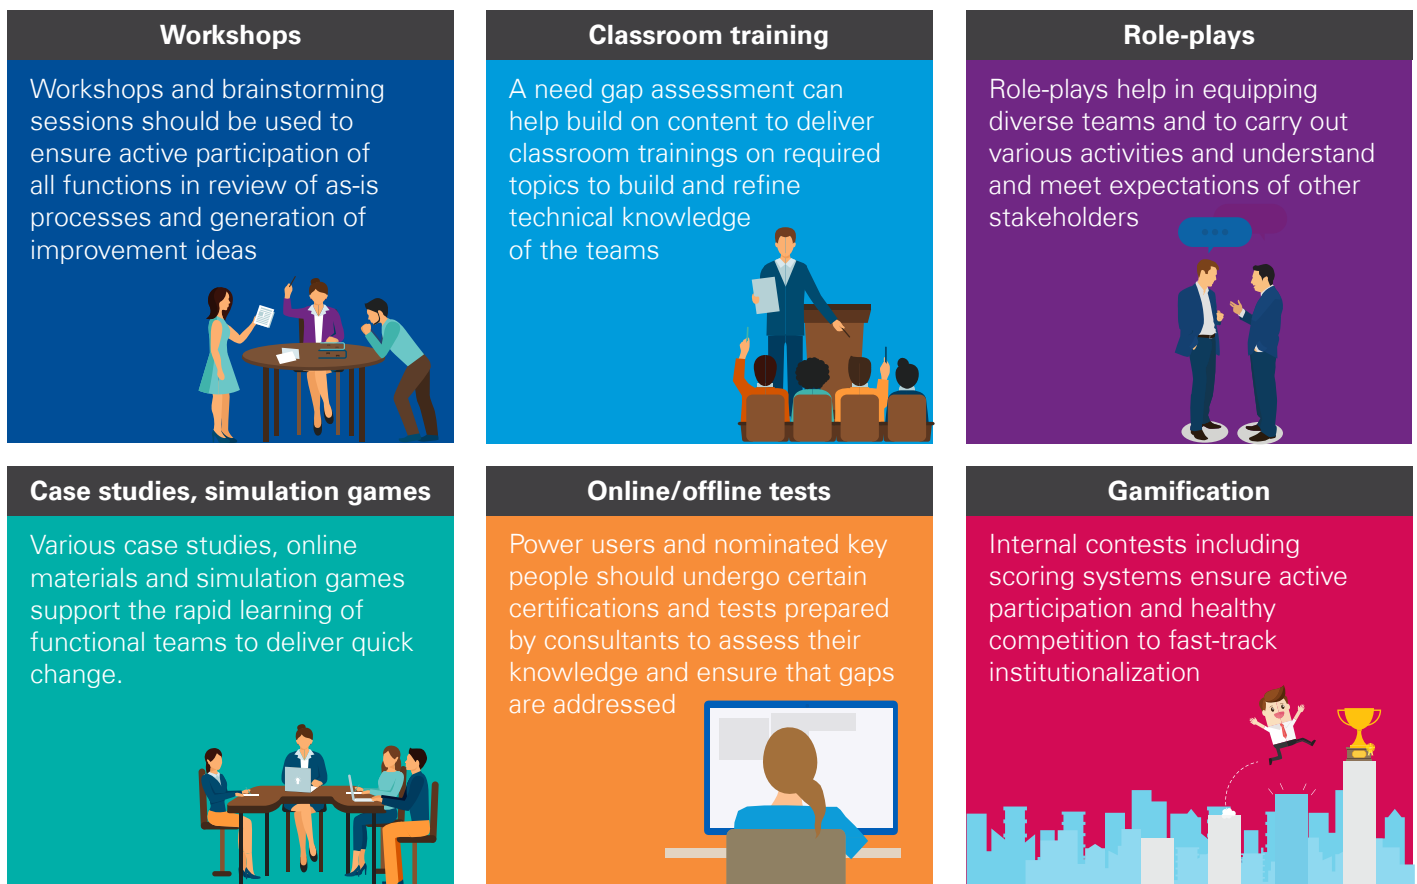 Workshops
Workshops and brainstorming
sessions should be used to
ensure active participation of
all functions in review of as-is
processes and generation of
improvement ideas
Classroom training
A need gap assessment can
help build on content to deliver
classroom trainings on required
topics to build and refine
technical knowledge
of the teams
Role-plays
Role-plays help in equipping
diverse teams and to carry out
various activities and understand
and meet expectations of other
stakeholders
Case studies, simulation games
Various case studies, online
materials and simulation games
support the rapid learning of
functional teams to deliver quick
change.
Online/offline tests
Power users and nominated key
people should undergo certain
certifications and tests prepared
by consultants to assess their
knowledge and ensure that gaps
are addressed
Gamification
Internal contests including
scoring systems ensure active
participation and healthy
competition to fast-track
institutionalization